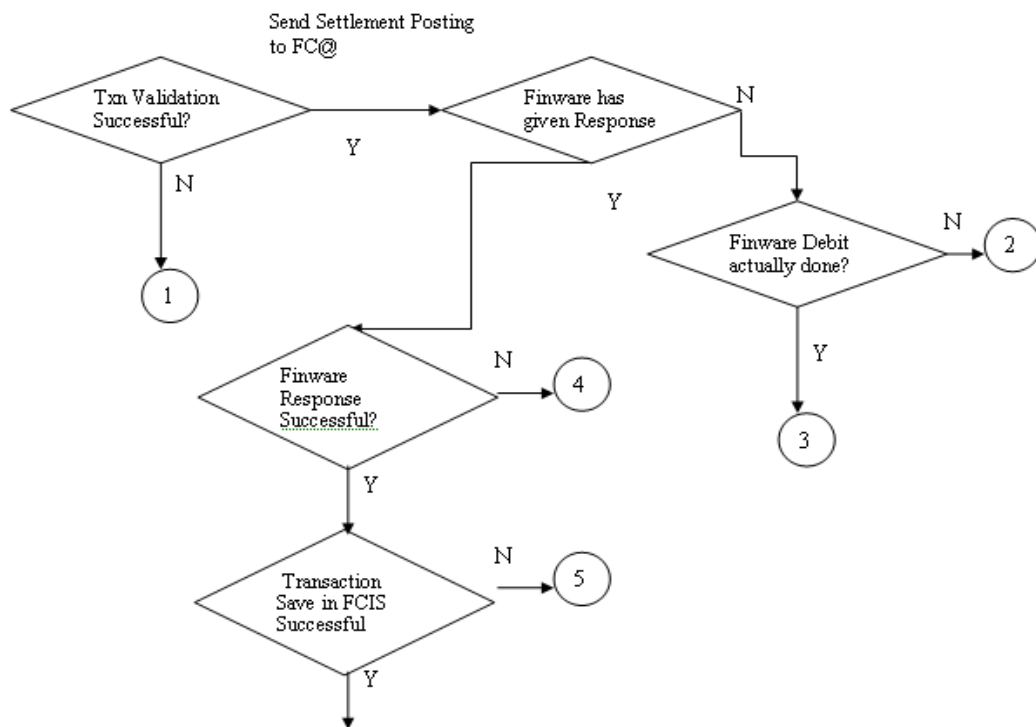 Send Settlement Posting
to FC@
Txn Validation
Successful?
Y
N
1
Finware has
given Response
N
Y
Finware Debit
actually done?
N
2
Y
3
Finware
Response
Successful?
N
4
Y
Transaction
Save in FCIS
Successful
N
5
Y